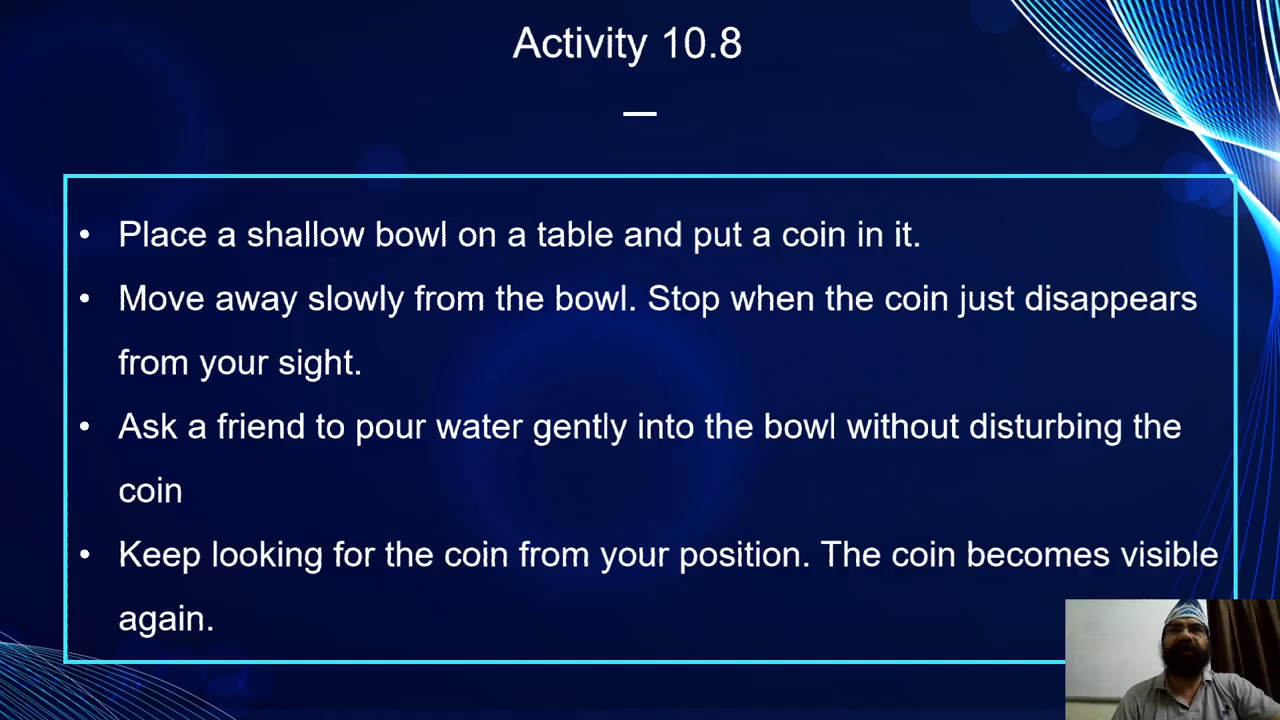 Activity 10.8
• Place a shallow bowl on a table and put a coin in it.
• Move away slowly from the bowl. Stop when the coin just disappears
from your sight.
• Ask a friend to pour water gently into the bowl without disturbing the
coin
• Keep looking for the coin from your position. The coin becomes visible
again.